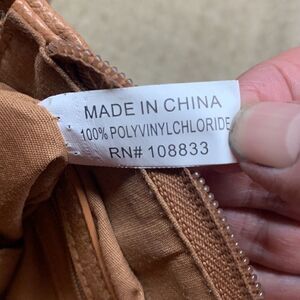 MADE IN CHINA
100% POLYVINYLCHLORIDE
RN# 108833